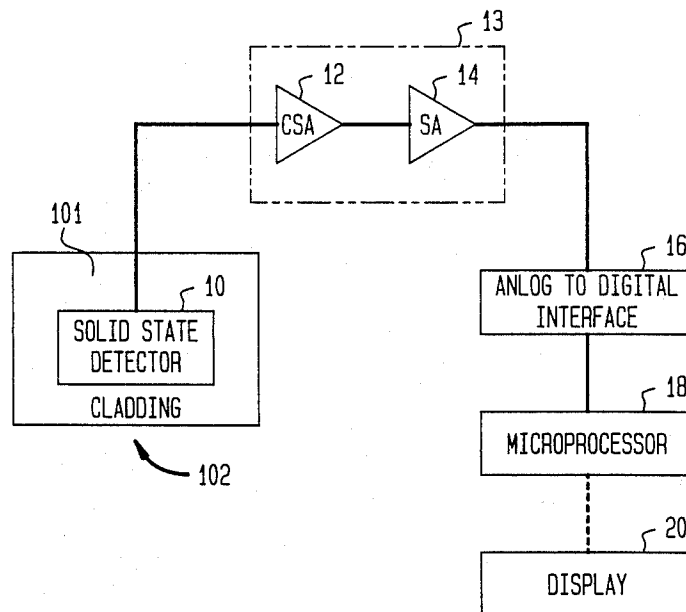 13
12
14
CSA
SA
101
10
SOLID STATE
DETECTOR
CLADDING
102
16
ANLOG TO DIGITAL
INTERFACE
18
MICROPROCESSOR
20
DISPLAY